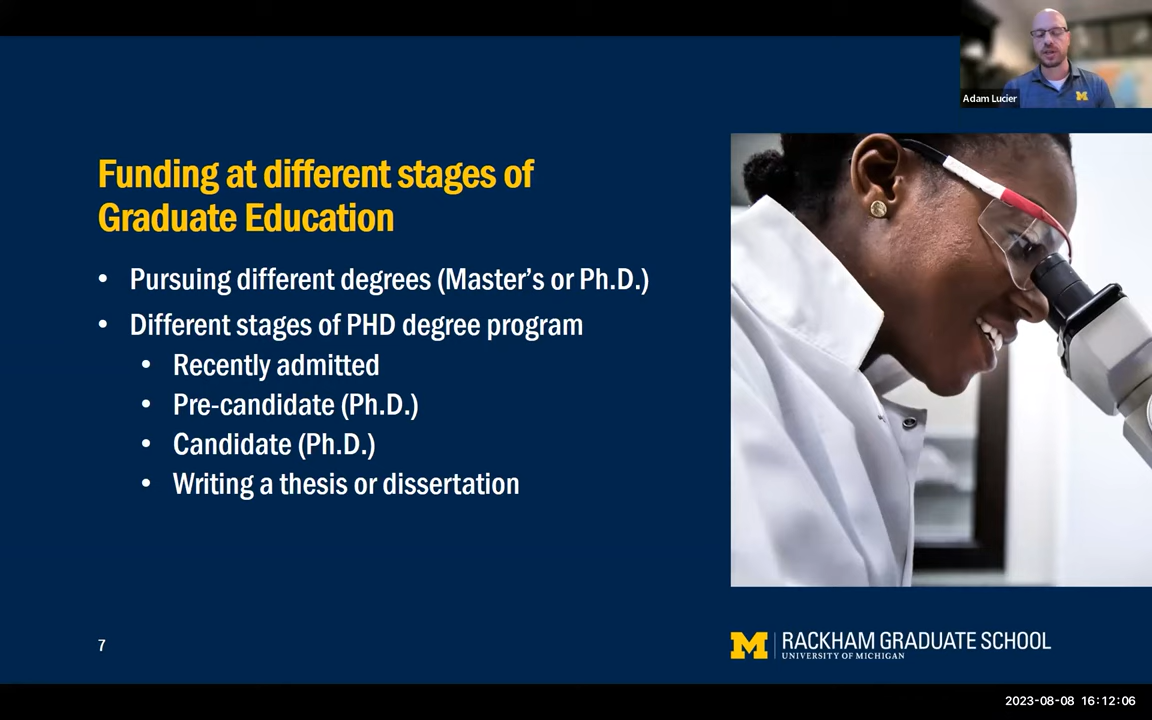 Adam Lucier
Funding at different stages of
Graduate Education
• Pursuing different degrees (Master's or Ph.D.)
• Different stages of PHD degree program
• Recently admitted
• Pre-candidate (Ph.D.)
• Candidate (Ph.D.)
• Writing a thesis or dissertation
7
M RACKHAM GRADUATE SCHOOL
UNIVERSITY OF MICHIGAN
2023-08-08 16:12:06